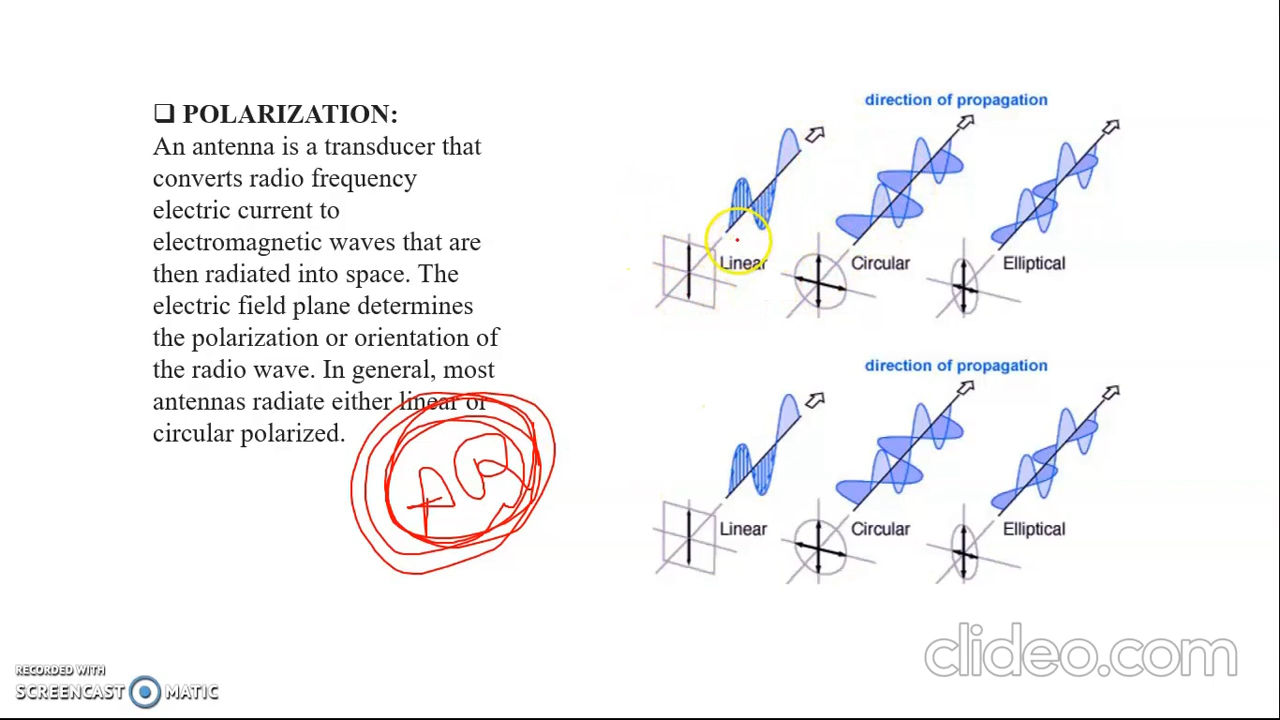 ❑ POLARIZATION:
An antenna is a transducer that
converts radio frequency
electric current to
electromagnetic waves that are
then radiated into space. The
electric field plane determines
the polarization or orientation of
the radio wave. In general, most
antennas radiate either linear or
circular polarized.
AR
direction of propagation
Linear
Circular
Elliptical
direction of propagation
Linear
Circular
Elliptical
clideo.com
RECORDED WITH
SCREENCAST MATIC